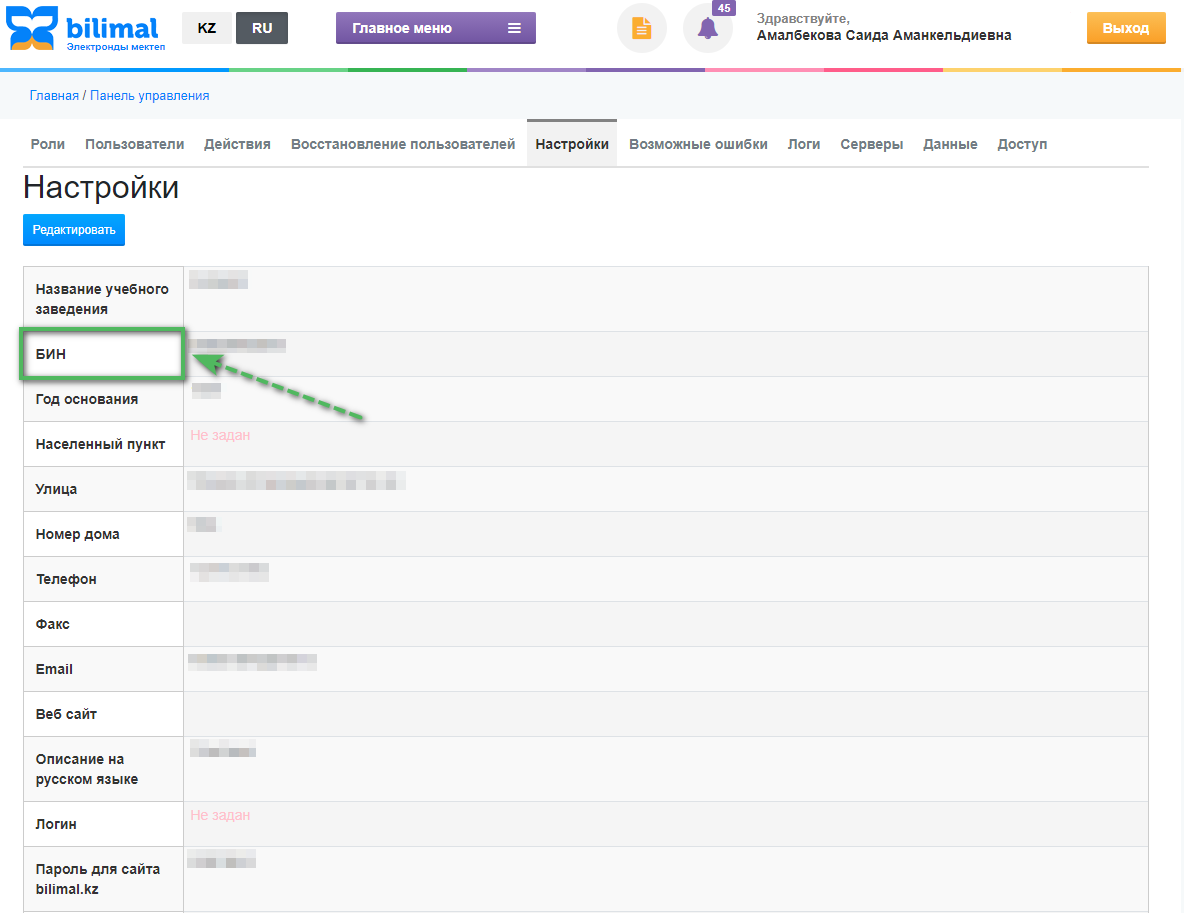 bilimal
Электронды мектеп
KZ
RU
Главное меню
45
Здравствуйте,
Амалбекова Саида Аманкельдиевна
Выход
Главная / Панель управления
Роли Пользователи Действия Восстановление пользователей Настройки Возможные ошибки Логи Серверы Данные Доступ
Настройки
Редактировать
Название учебного
заведения
БИН
Год основания
Населенный пункт Не задан
Улица
Номер дома
Телефон
Факс
Email
Веб сайт
Описание на
русском языке
Логин Не задан
Пароль для сайта
bilimal.kz